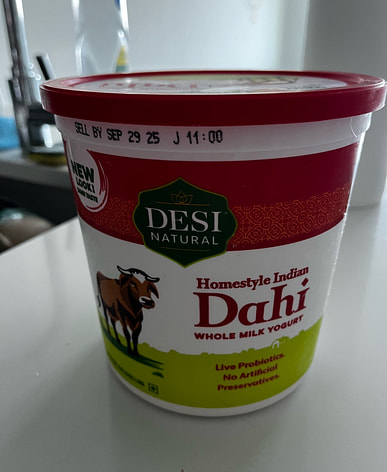 SELL BY SEP 29 25 J 11:00
NEW
LOOK!
DESI
NATURAL
Homestyle Indian
Dahi
WHOLE MILK YOGURT
Live Probiotics.
No Artificial
Preservatives.